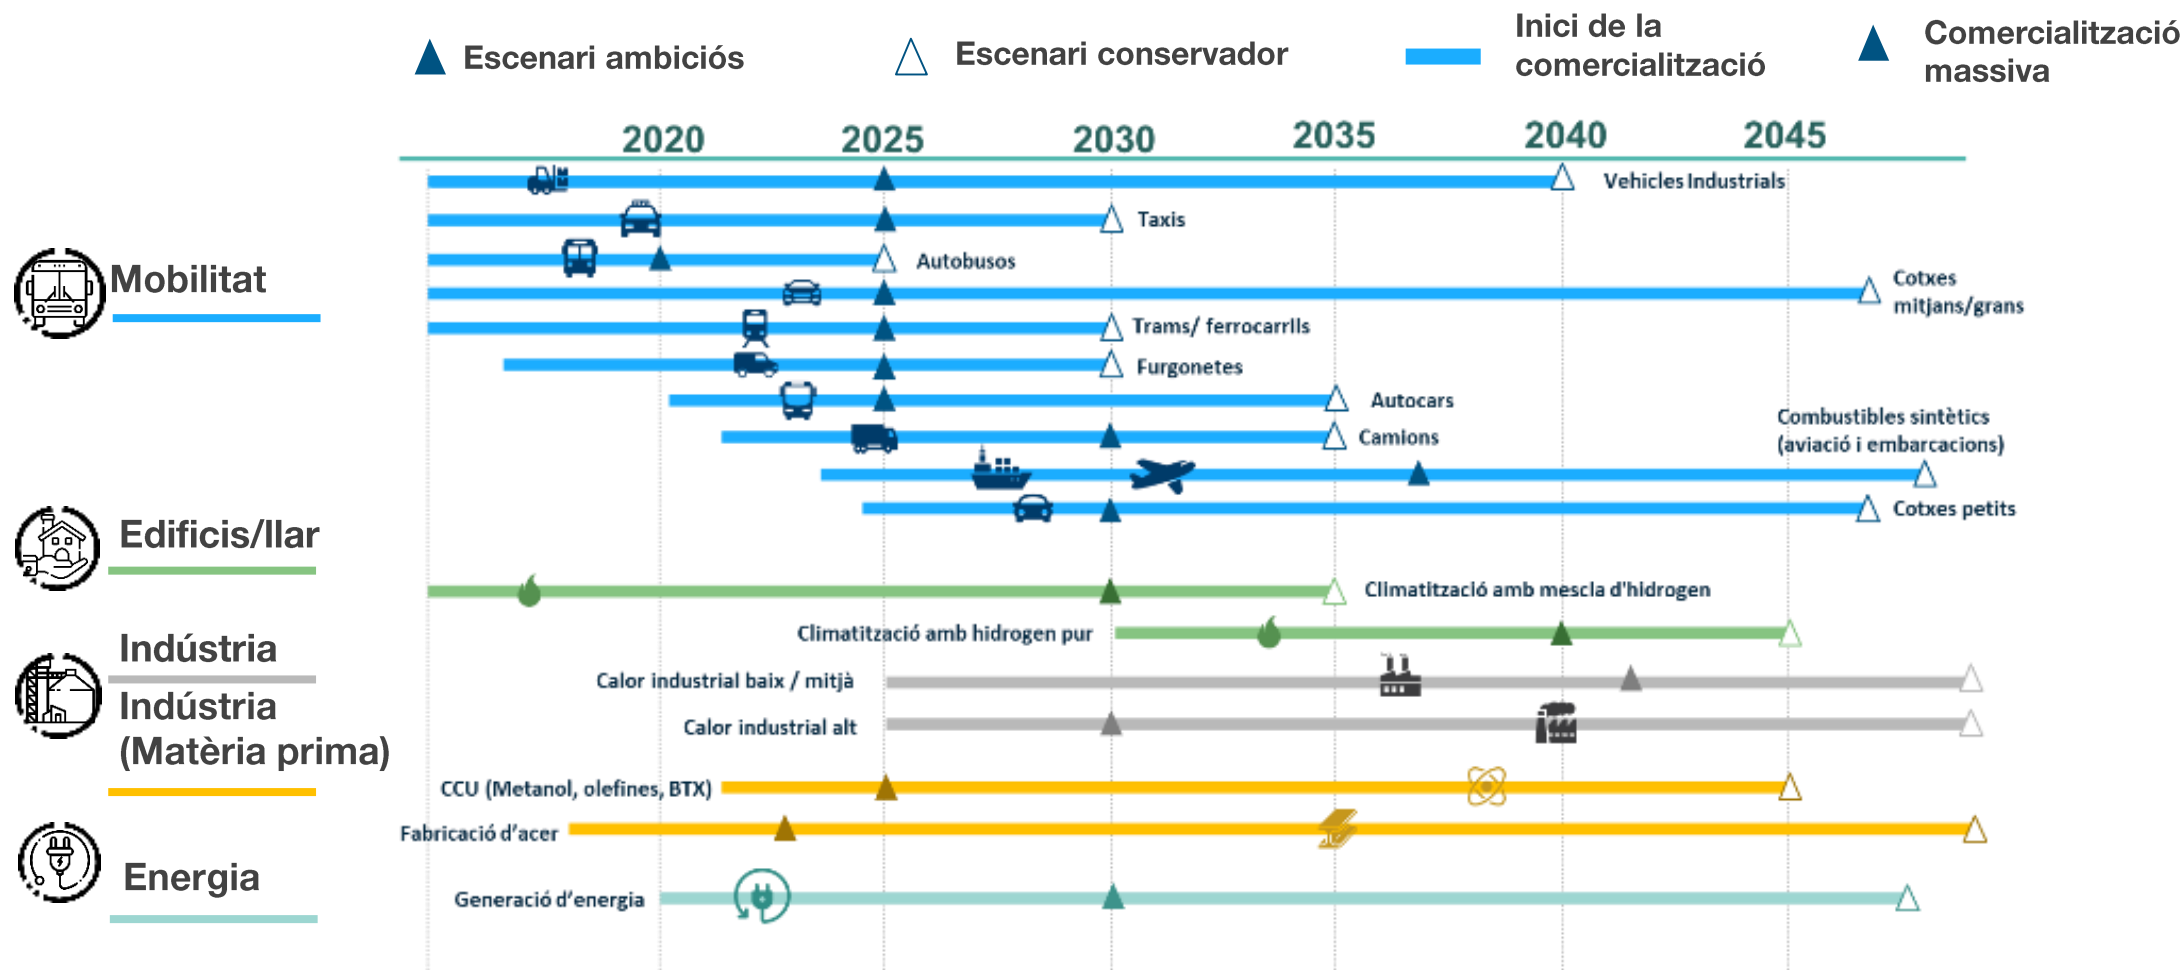 Escenari ambiciós
Escenari conservador
Inici de la
comercialització
Comercialització
massiva
2020
2025
2030
2035
2040
2045
Vehicles Industrials
Taxis
Autobusos
Mobilitat
Cotxes
mitjans/grans
Trams/ ferrocarrils
Furgonetes
Autocars
Combustibles sintètics
(aviació i embarcacions)
Camions
Cotxes petits
Edificis/llar
Climatització amb mescla d'hidrogen
Climatització amb hidrogen pur
Indústria
Calor industrial baix / mitjà
Indústria
(Matèria prima)
Calor industrial alt
CCU (Metanol, olefines, BTX)
Fabricació d'acer
Energia
Generació d'energia